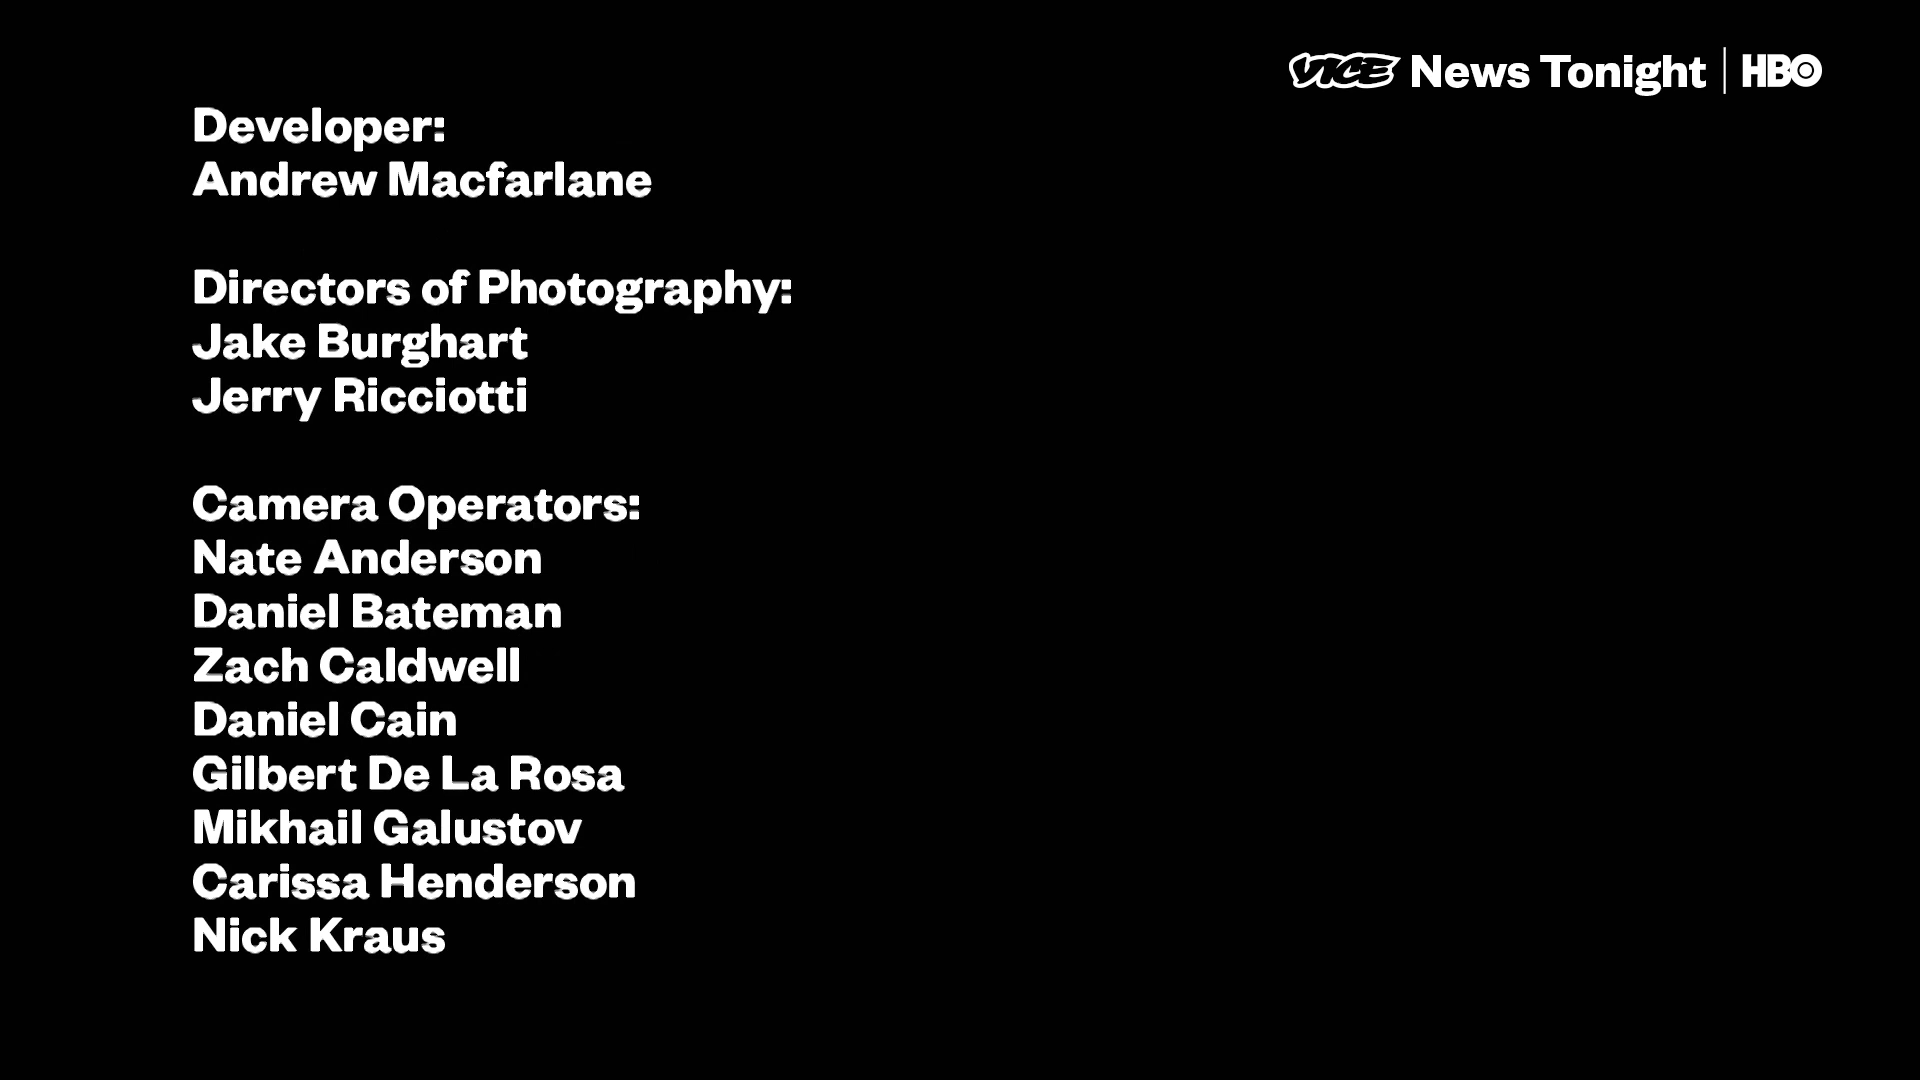 VICE News Tonight | HBO
Developer:
Andrew Macfarlane
Directors of Photography:
Jake Burghart
Jerry Ricciotti
Camera Operators:
Nate Anderson
Daniel Bateman
Zach Caldwell
Daniel Cain
Gilbert De La Rosa
Mikhail Galustov
Carissa Henderson
Nick Kraus